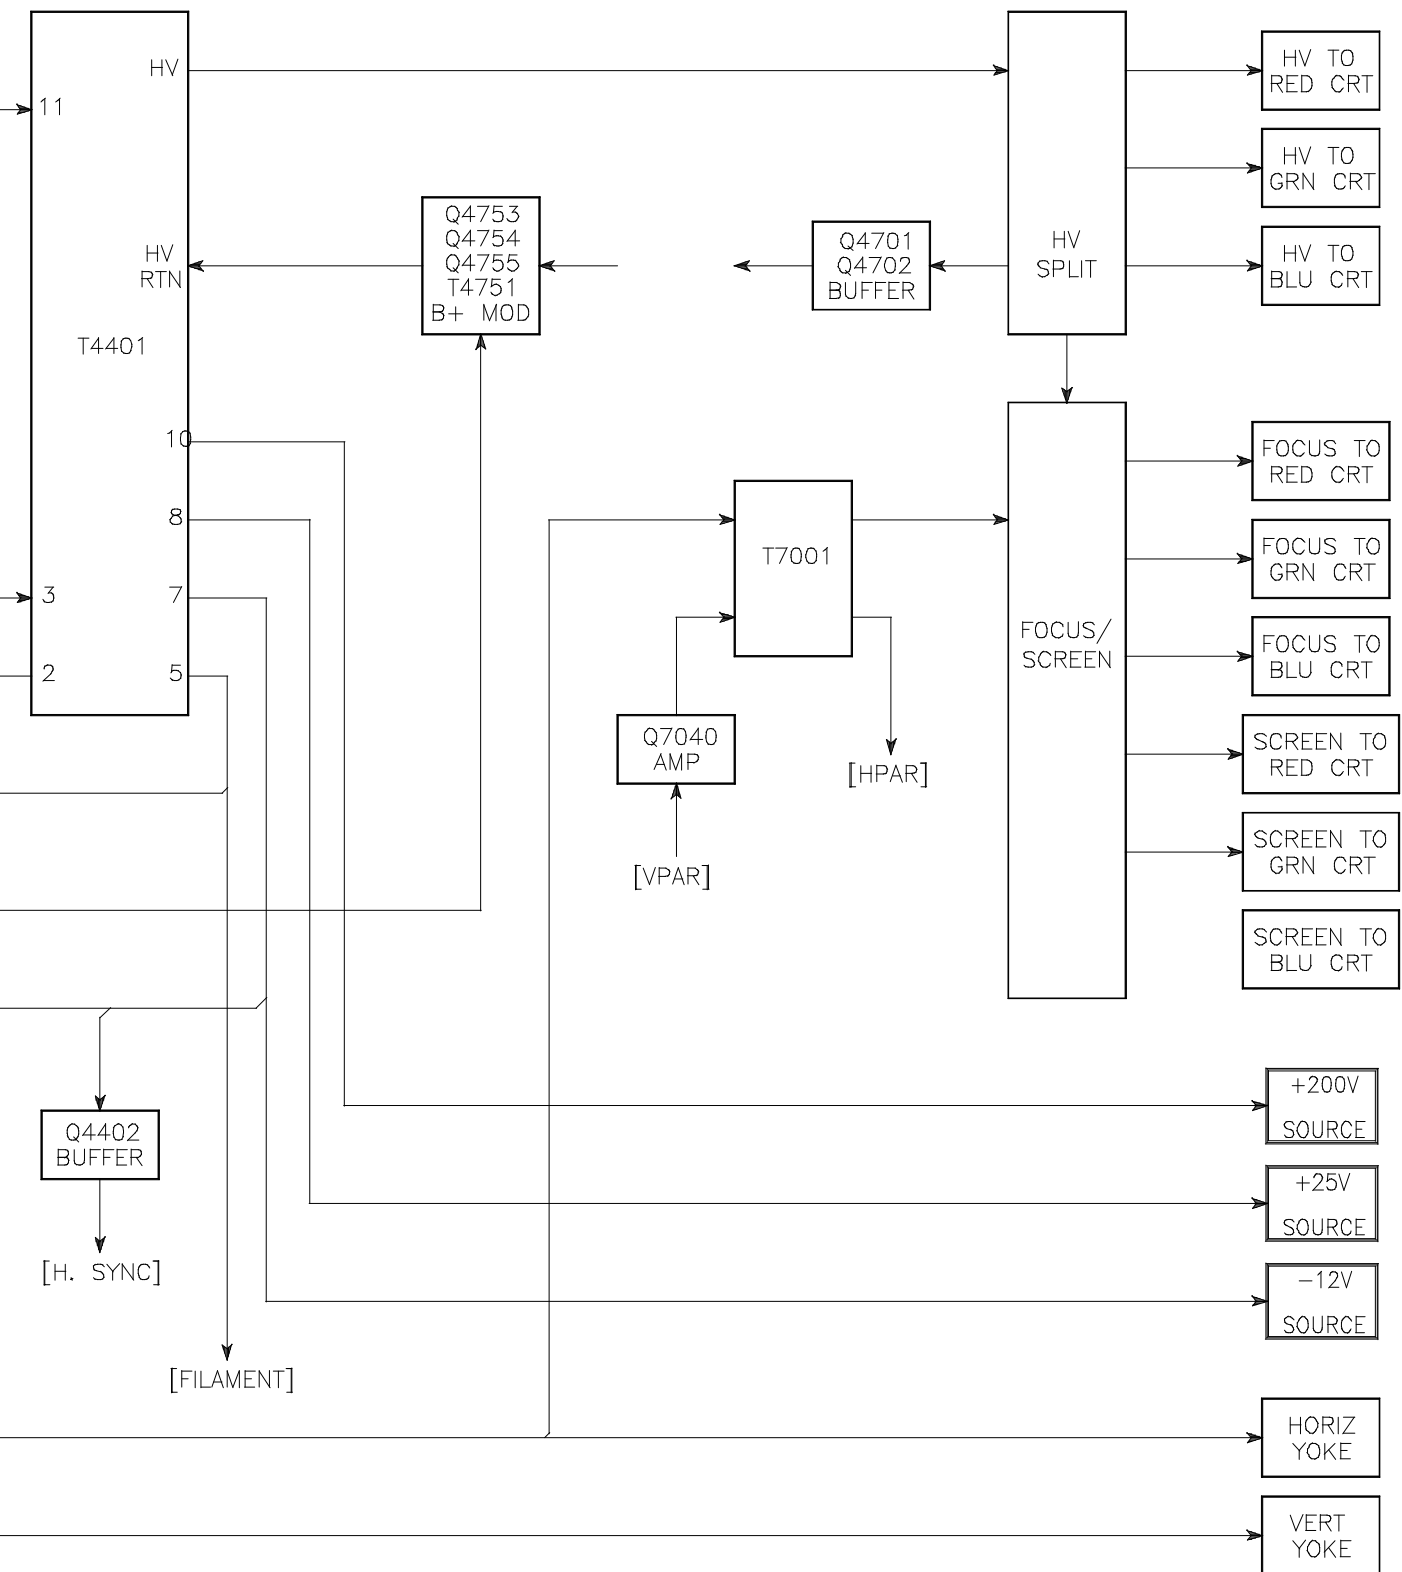 HV
11
HV
RTN
T4401
10
8
3
7
2
5
Q4753
Q4754
Q4755
T4751
B+ MOD
Q4701
Q4702
BUFFER
HV
SPLIT
HV TO
RED CRT
HV TO
GRN CRT
HV TO
BLU CRT
T7001
Q7040
AMP
[VPAR]
[HPAR]
FOCUS/
SCREEN
FOCUS TO
RED CRT
FOCUS TO
GRN CRT
FOCUS TO
BLU CRT
SCREEN TO
RED CRT
SCREEN TO
GRN CRT
SCREEN TO
BLU CRT
Q4402
BUFFER
[H. SYNC]
[FILAMENT]
+200V
SOURCE
+25V
SOURCE
−12V
SOURCE
HORIZ
YOKE
VERT
YOKE